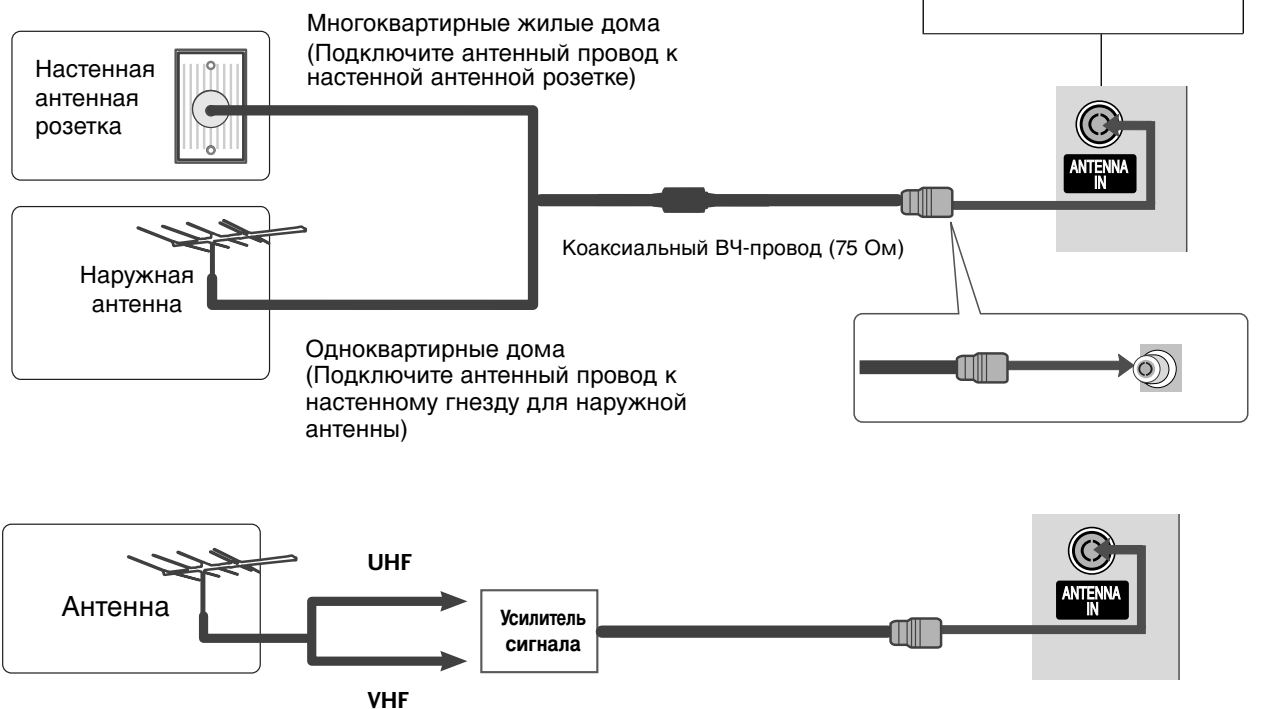 Многоквартирные жилые дома
(Подключите антенный провод к
настенной антенной розетке)
Настенная
антенная
розетка
ANTENNA
IN
Коаксиальный ВЧ-провод (75 Ом)
Наружная
антенна
Одноквартирные дома
(Подключите антенный провод к
настенному гнезду для наружной
антенны)
Антенна
UHF
VHF
Усилитель
сигнала
ANTENNA
IN